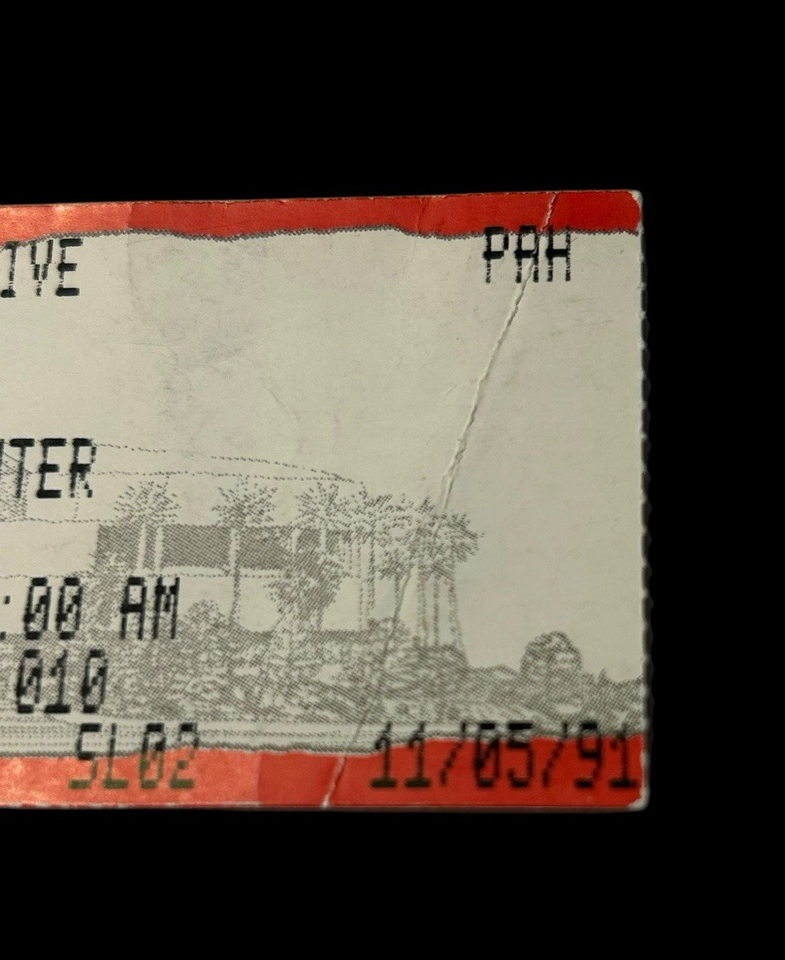 IVE PAH
NTER
:00 AM
010
SL02 11/05/91